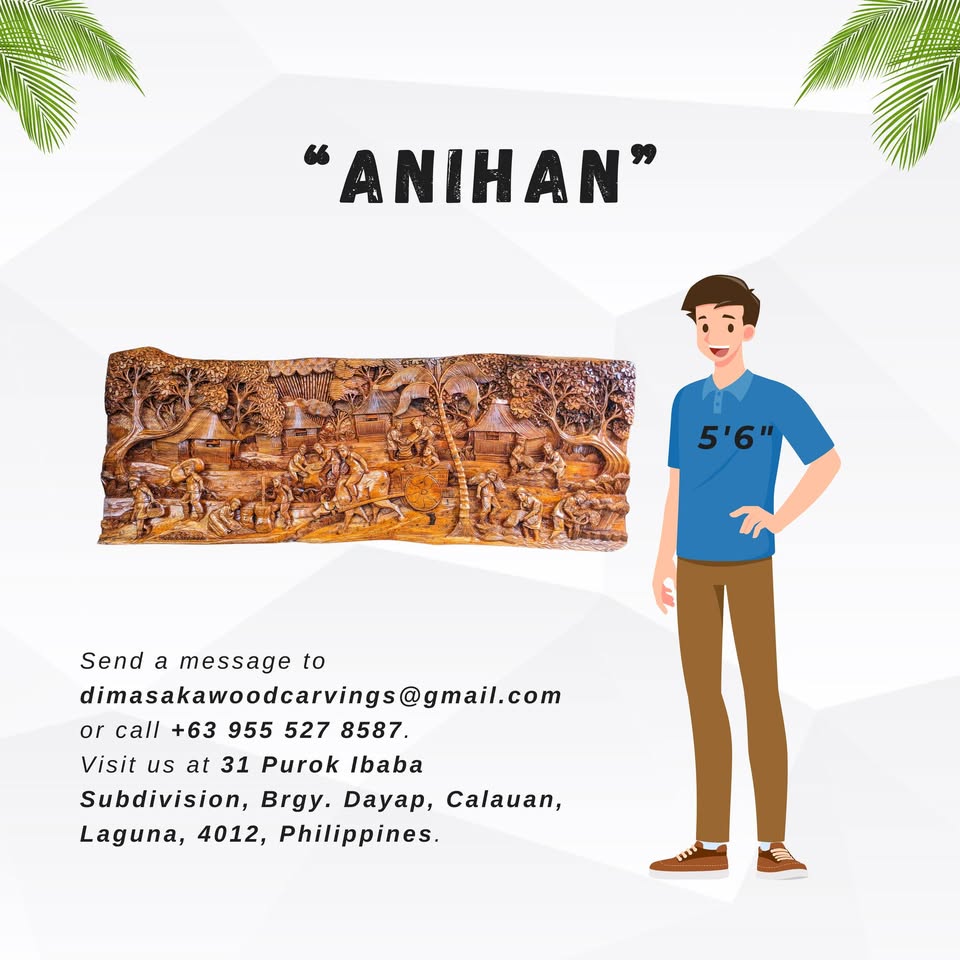 “ANIHAN”
5'6"
Send a message to
dimasakawoodcarvings@gmail.com
or call +63 955 527 8587.
Visit us at 31 Purok Ibaba
Subdivision, Brgy. Dayap, Calauan,
Laguna, 4012, Philippines.